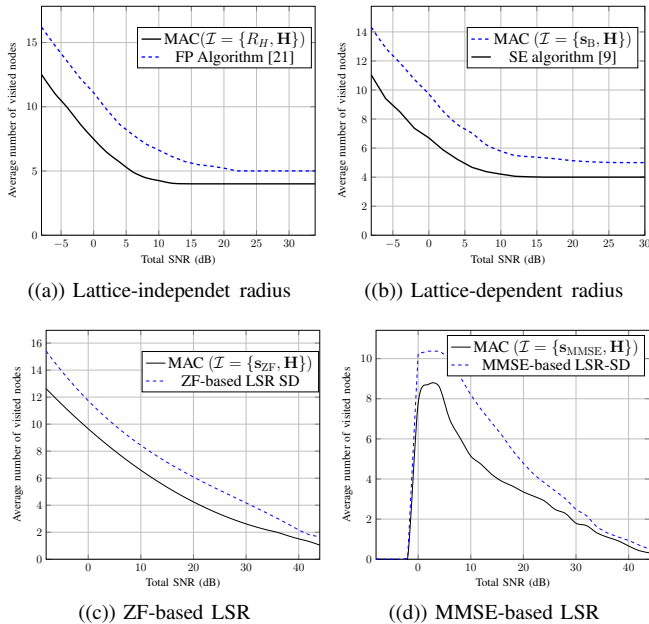 MAC(I = {R_H, H})
FP Algorithm [21]
Average number of visited nodes
15
10
5
0
−5 0 5 10 15 20 25 30
Total SNR (dB)
((a)) Lattice-independet radius
MAC (I = {s_B, H})
SE algorithm [9]
Average number of visited nodes
14
12
10
8
6
4
2
0
−5 0 5 10 15 20 25 30
Total SNR (dB)
((b)) Lattice-dependent radius
MAC (I = {s_ZF, H})
ZF-based LSR SD
Average number of visited nodes
16
14
12
10
8
6
4
2
0
0 10 20 30 40
Total SNR (dB)
((c)) ZF-based LSR
MAC (I = {s_MMSE, H})
MMSE-based LSR-SD
Average number of visited nodes
10
8
6
4
2
0
0 10 20 30 40
Total SNR (dB)
((d)) MMSE-based LSR